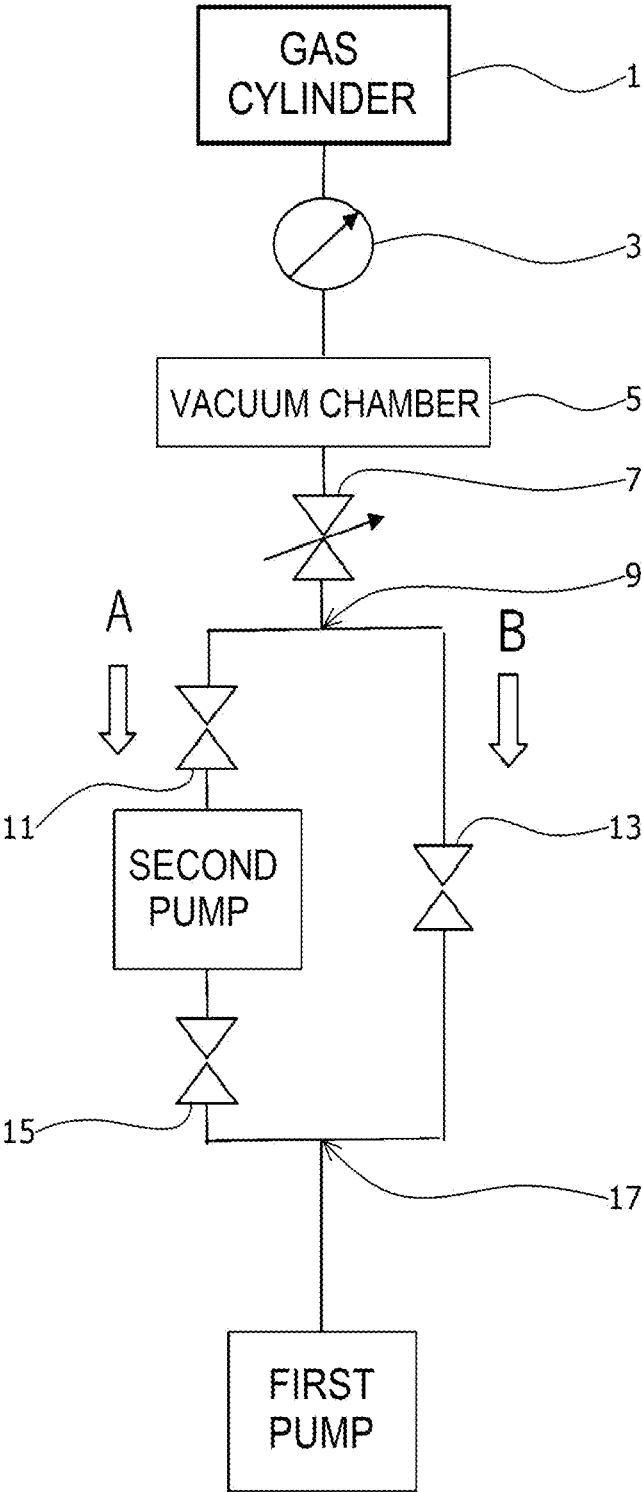 GAS
CYLINDER
1
3
VACUUM CHAMBER
5
7
9
A
B
11
13
SECOND
PUMP
15
17
FIRST
PUMP